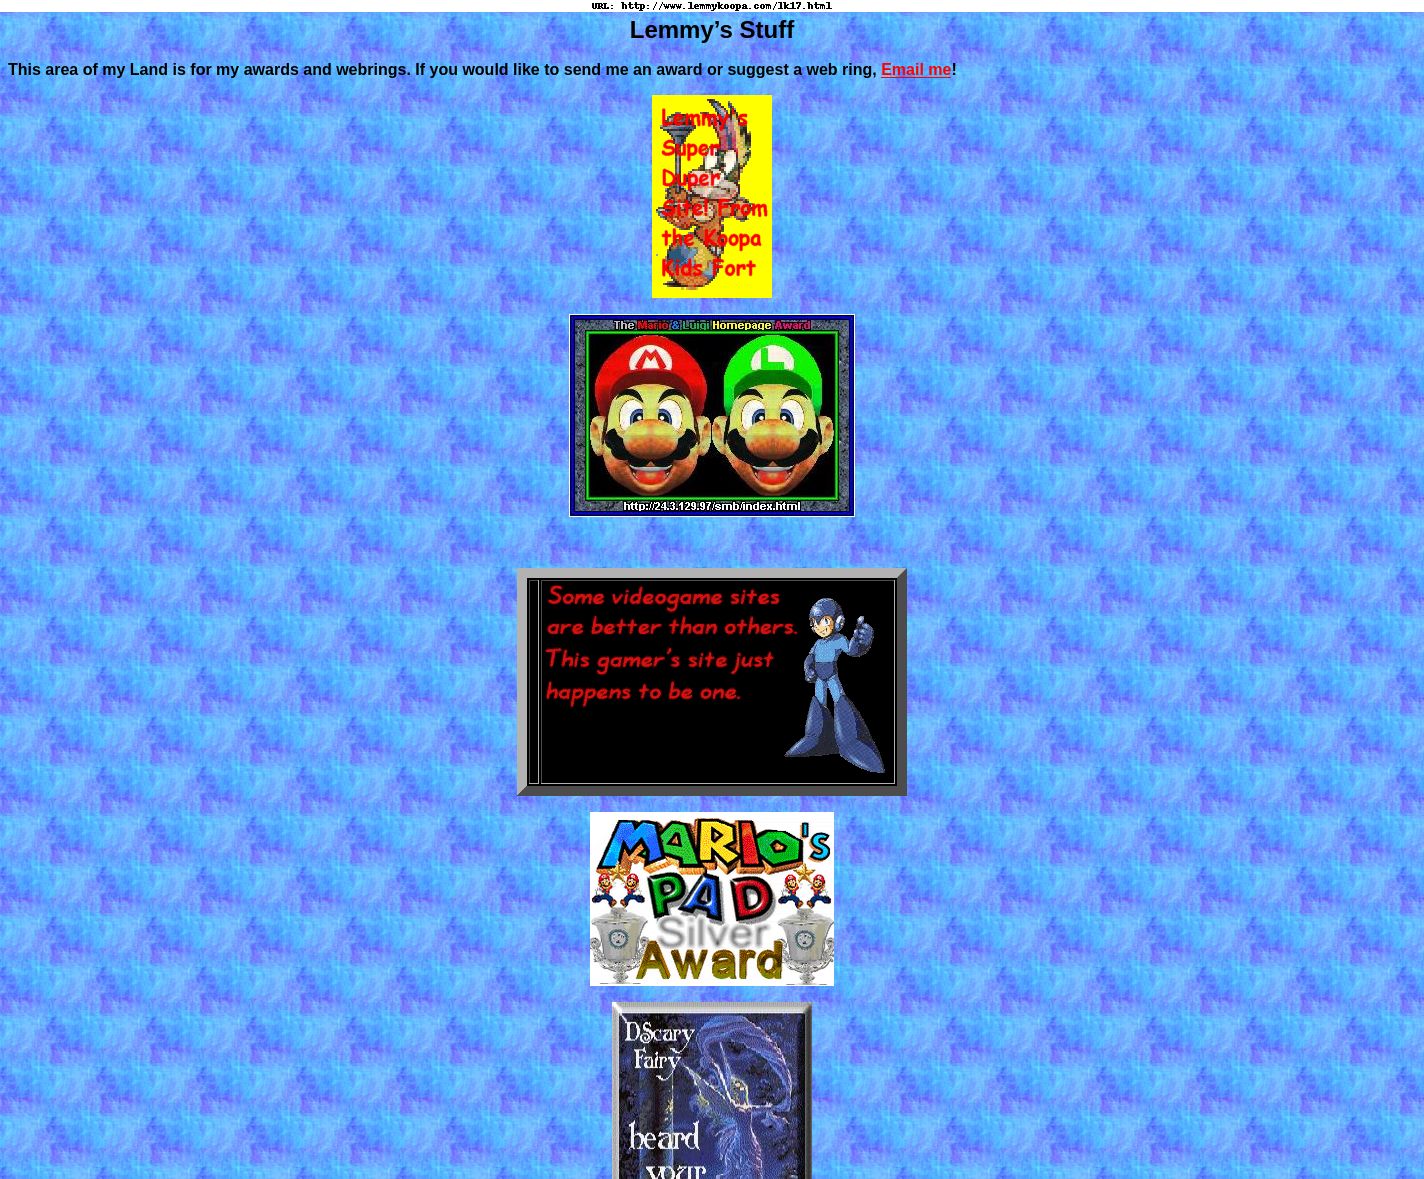 URL: http://www.lemmykoopa.com/lk17.html
Lemmy’s Stuff
This area of my Land is for my awards and webrings. If you would like to send me an award or suggest a web ring, Email me!
Lemmy's
Super
Duper
Site! From
the Koopa
Kids Fort
The Mario & Luigi Homepage Award
M
L
http://24.3.129.97/smb/index.html
Some videogame sites
are better than others.
This gamer's site just
happens to be one.
MARIO's
PAD
Silver
Award
DScary
Fairy
heard
your